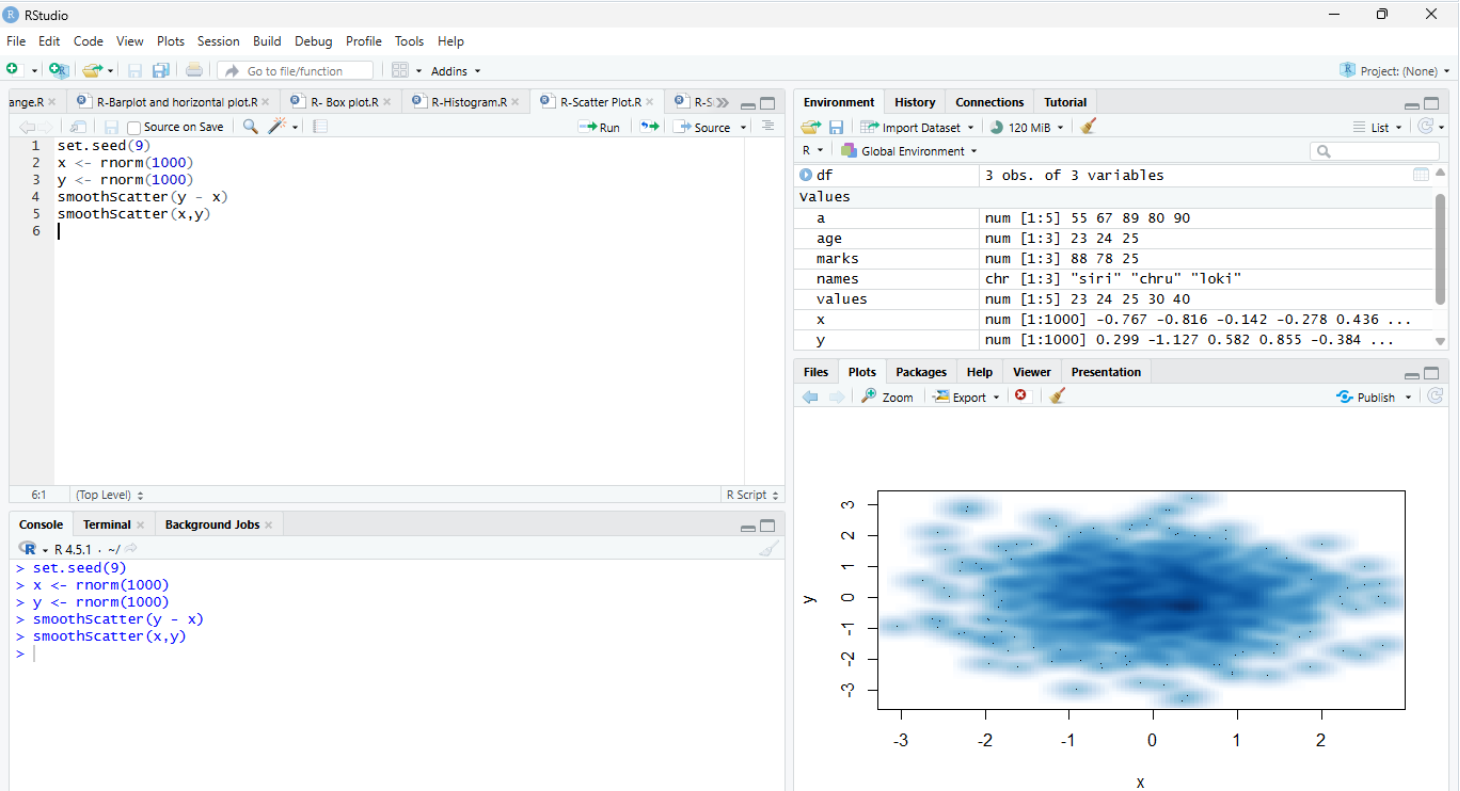 RStudio
File Edit Code View Plots Session Build Debug Profile Tools Help
Go to file/function Addins Project: (None)
ange.R R-Barplot and horizontal plot.R R- Box plot.R R-Histogram.R R-Scatter Plot.R R-S
Source on Save Run Source
1 set.seed(9)
2 x <- rnorm(1000)
3 y <- rnorm(1000)
4 smoothScatter(y - x)
5 smoothScatter(x,y)
6
6:1 (Top Level) R Script
Console Terminal Background Jobs
R 4.5.1 · ~/
> set.seed(9)
> x <- rnorm(1000)
> y <- rnorm(1000)
> smoothScatter(y - x)
> smoothScatter(x,y)
>
Environment History Connections Tutorial
Import Dataset 120 MiB List
R Global Environment
df 3 obs. of 3 variables
Values
a num [1:5] 55 67 89 80 90
age num [1:3] 23 24 25
marks num [1:3] 88 78 25
names chr [1:3] "siri" "chru" "loki"
values num [1:5] 23 24 25 30 40
x num [1:1000] -0.767 -0.816 -0.142 -0.278 0.436 ...
y num [1:1000] 0.299 -1.127 0.582 0.855 -0.384 ...
Files Plots Packages Help Viewer Presentation
Zoom Export Publish
3
2
1
0
-1
-2
-3
y
-3 -2 -1 0 1 2
x